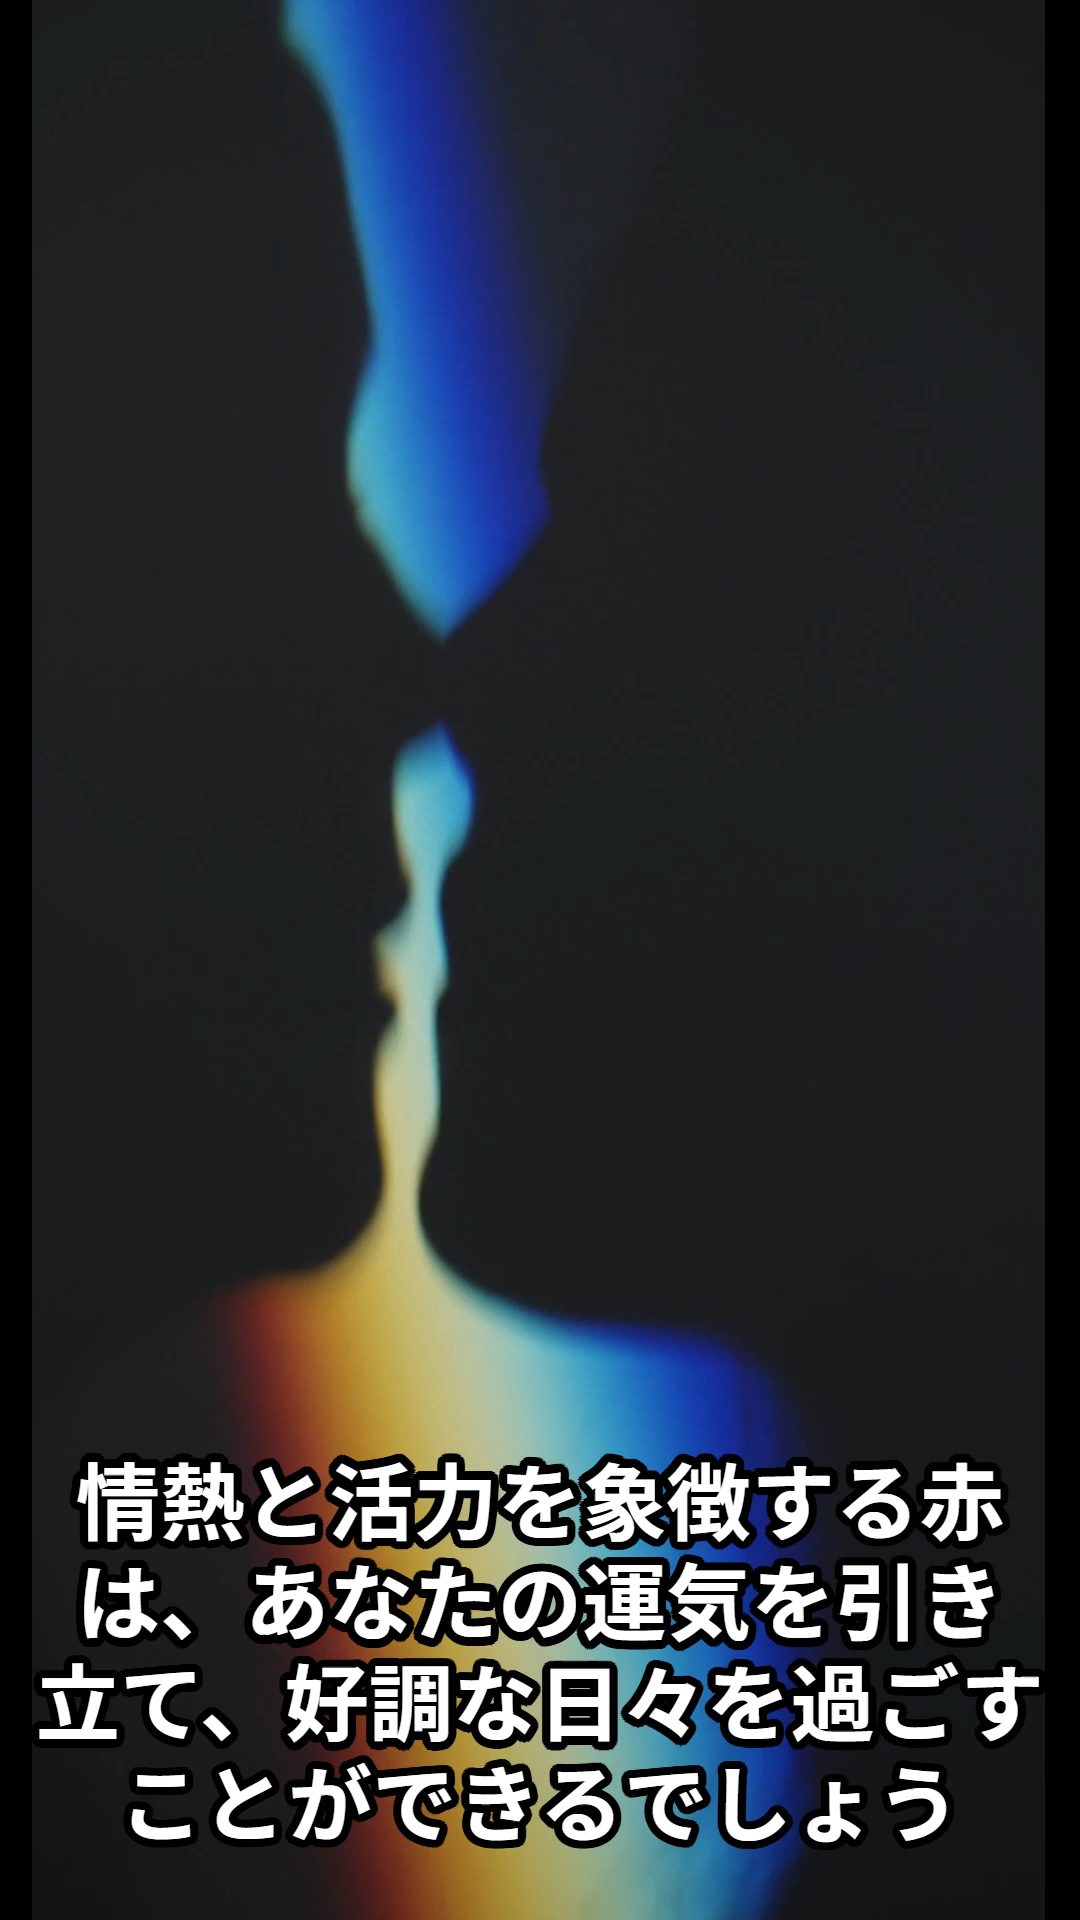 情熱と活力を象徴する赤
は、あなたの運気を引き
立て、好調な日々を過ごす
ことができるでしょう